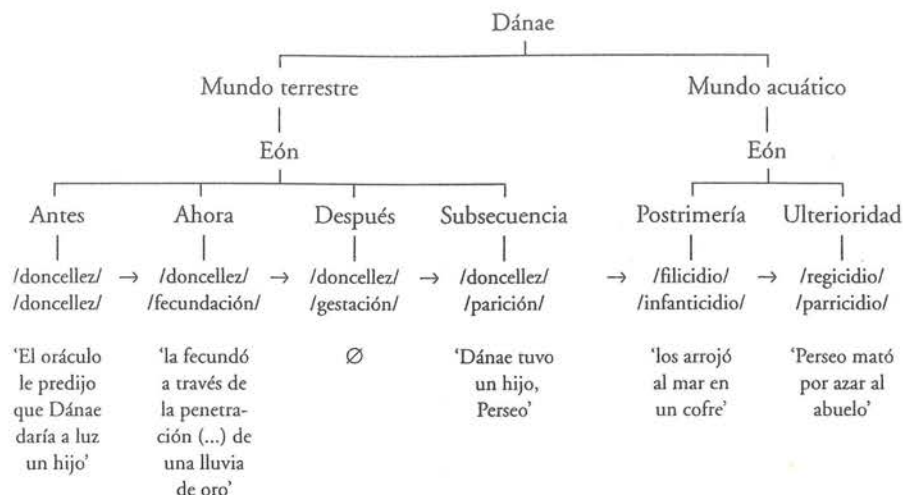 Dánae
Mundo terrestre Mundo acuático
Eón Eón
Antes Ahora Después Subsecuencia Postrimería Ulterioridad
/doncellez/ → /doncellez/ → /doncellez/ → /doncellez/ → /filicidio/ → /regicidio/
/doncellez/ /fecundación/ /gestación/ /parición/ /infanticidio/ /parricidio/
‘El oráculo
le predijo
que Dánae
daría a luz
un hijo’
‘la fecundó
a través de
la penetra-
ción (...) de
una lluvia
de oro’
∅
‘Dánae tuvo
un hijo,
Perseo’
‘los arrojó
al mar en
un cofre’
‘Perseo mató
por azar al
abuelo’